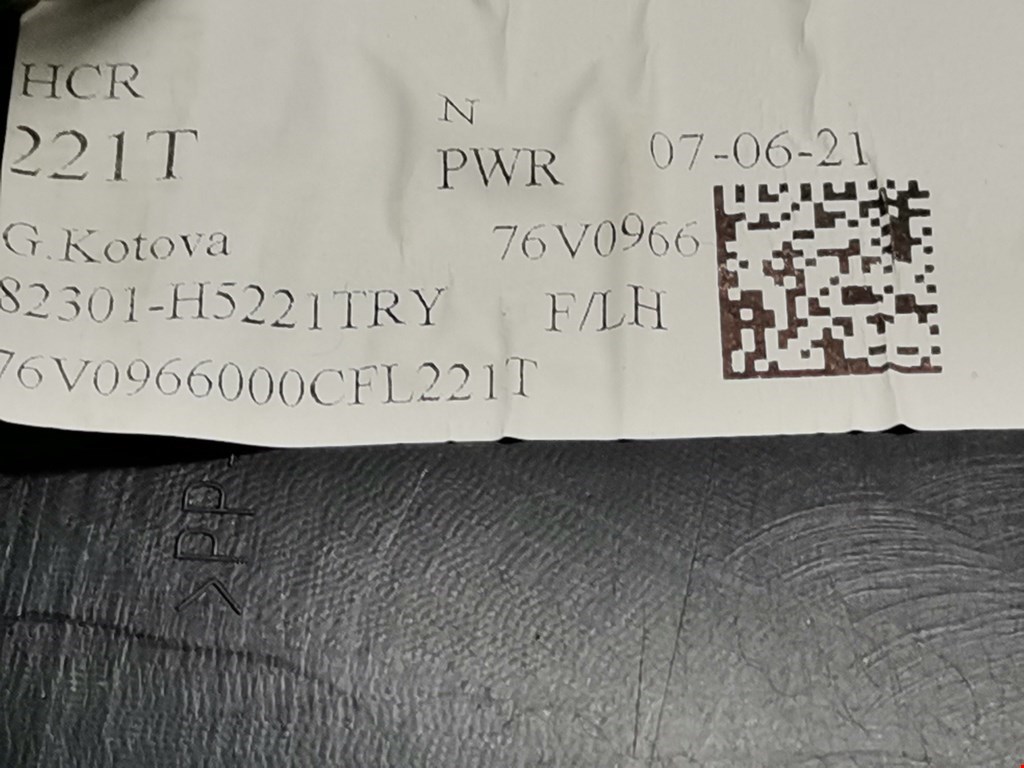 HCR
N
221T
PWR
07-06-21
G.Kotova
76V0966
82301-H5221TRY
F/LH
76V0966000CFL221T
>PP-